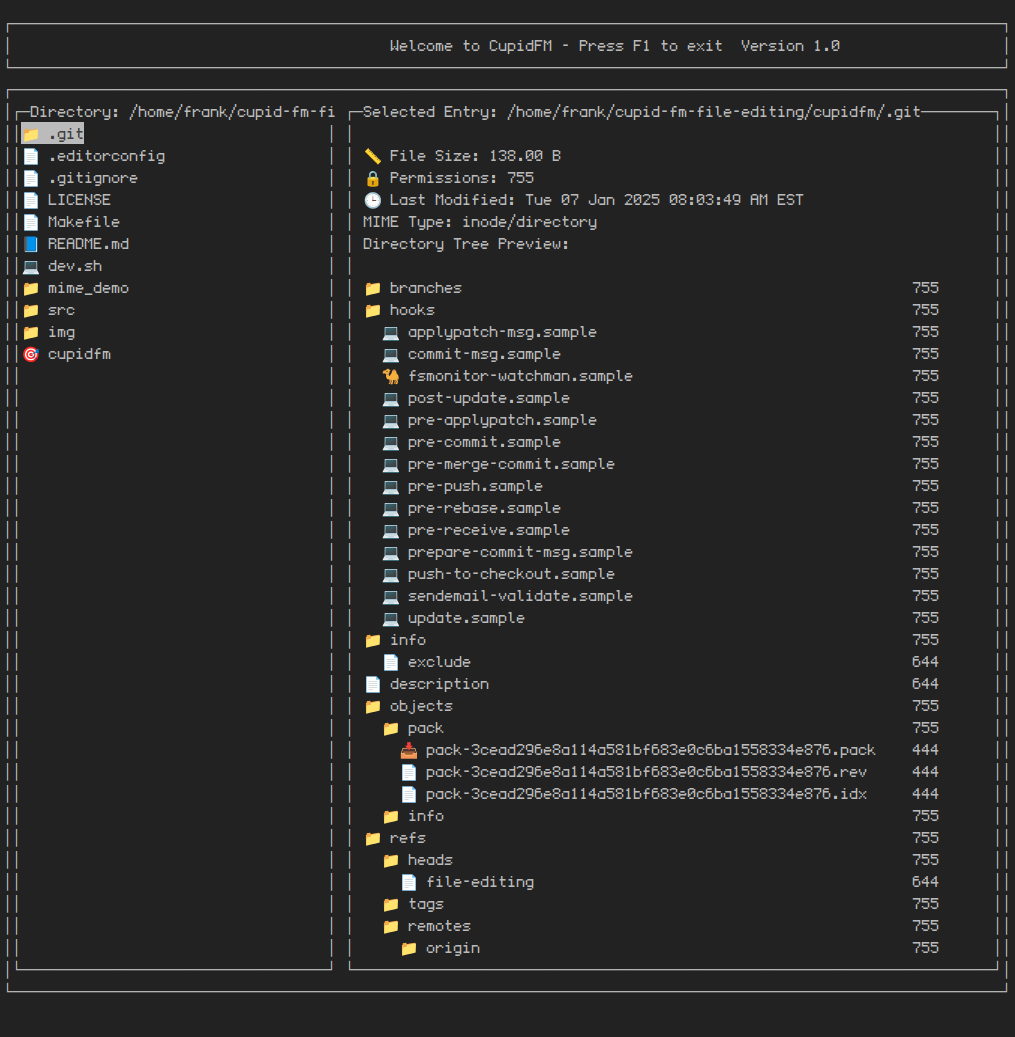 Welcome to CupidFM - Press F1 to exit  Version 1.0
Directory: /home/frank/cupid-fm-fi
.git
.editorconfig
.gitignore
LICENSE
Makefile
README.md
dev.sh
mime_demo
src
img
cupidfm
Selected Entry: /home/frank/cupid-fm-file-editing/cupidfm/.git
File Size: 138.00 B
Permissions: 755
Last Modified: Tue 07 Jan 2025 08:03:49 AM EST
MIME Type: inode/directory
Directory Tree Preview:
branches 755
hooks 755
applypatch-msg.sample 755
commit-msg.sample 755
fsmonitor-watchman.sample 755
post-update.sample 755
pre-applypatch.sample 755
pre-commit.sample 755
pre-merge-commit.sample 755
pre-push.sample 755
pre-rebase.sample 755
pre-receive.sample 755
prepare-commit-msg.sample 755
push-to-checkout.sample 755
sendemail-validate.sample 755
update.sample 755
info 755
exclude 644
description 644
objects 755
pack 755
pack-3cead296e8a114a581bf683e0c6ba1558334e876.pack 444
pack-3cead296e8a114a581bf683e0c6ba1558334e876.rev 444
pack-3cead296e8a114a581bf683e0c6ba1558334e876.idx 444
info 755
refs 755
heads 755
file-editing 644
tags 755
remotes 755
origin 755